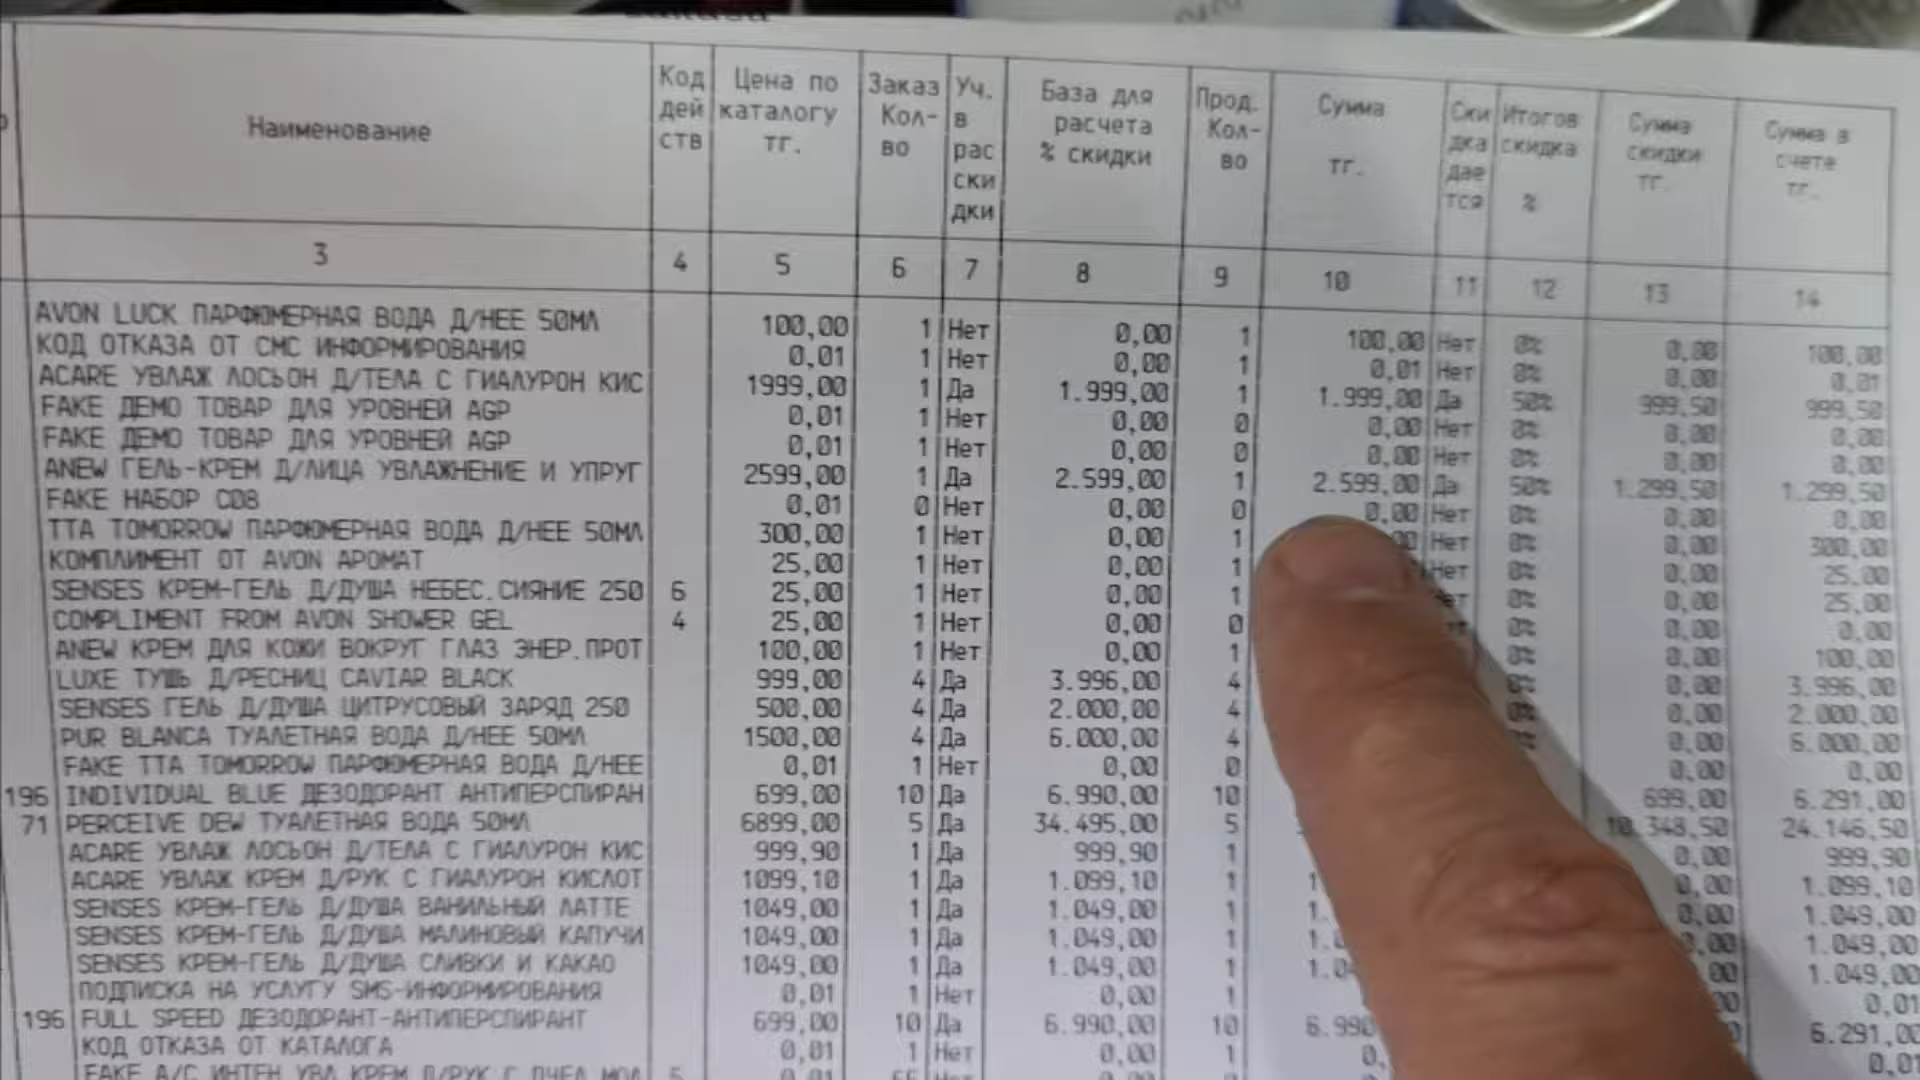 Наименование Код дей ств Цена по каталогу тг. Заказ Кол- во Уч. в рас ски дки База для расчета % скидки Прод. Кол- во Сумма тг. Ски дка дае тся Итогов скидка % Сумма скидки тг. Сумма в счете тг.
3 4 5 6 7 8 9 10 11 12 13 14
AVON LUCK ПАРФЮМЕРНАЯ ВОДА Д/НЕЕ 50МЛ 100,00 1 Нет 0,00 1 100,00 Нет 0% 0,00 100,00
КОД ОТКАЗА ОТ СМС ИНФОРМИРОВАНИЯ 0,01 1 Нет 0,00 1 0,01 Нет 0% 0,00 0,01
ACARE УВЛАЖ ЛОСЬОН Д/ТЕЛА С ГИАЛУРОН КИС 1999,00 1 Да 1.999,00 1 1.999,00 Да 50% 999,50 999,50
FAKE ДЕМО ТОВАР ДЛЯ УРОВНЕЙ AGP 0,01 1 Нет 0,00 0 0,00 Нет 0% 0,00 0,00
FAKE ДЕМО ТОВАР ДЛЯ УРОВНЕЙ AGP 0,01 1 Нет 0,00 0 0,00 Нет 0% 0,00 0,00
ANEW ГЕЛЬ-КРЕМ Д/ЛИЦА УВЛАЖНЕНИЕ И УПРУГ 2599,00 1 Да 2.599,00 1 2.599,00 Да 50% 1.299,50 1.299,50
FAKE НАБОР C08 0,01 0 Нет 0,00 0 0,00 Нет 0% 0,00 0,00
TTA TOMORROW ПАРФЮМЕРНАЯ ВОДА Д/НЕЕ 50МЛ 300,00 1 Нет 0,00 1 Нет 0% 0,00 300,00
КОМПЛИМЕНТ ОТ AVON АРОМАТ 25,00 1 Нет 0,00 1 Нет 0% 0,00 25,00
SENSES КРЕМ-ГЕЛЬ Д/ДУША НЕБЕС.СИЯНИЕ 250 6 25,00 1 Нет 0,00 1 0% 0,00 25,00
COMPLIMENT FROM AVON SHOWER GEL 4 25,00 1 Нет 0,00 0 0% 0,00 0,00
ANEW КРЕМ ДЛЯ КОЖИ ВОКРУГ ГЛАЗ ЭНЕР.ПРОТ 100,00 1 Нет 0,00 1 0% 0,00 100,00
LUXE ТУШЬ Д/РЕСНИЦ CAVIAR BLACK 999,00 4 Да 3.996,00 4 0% 0,00 3.996,00
SENSES ГЕЛЬ Д/ДУША ЦИТРУСОВЫЙ ЗАРЯД 250 500,00 4 Да 2.000,00 4 0% 0,00 2.000,00
PUR BLANCA ТУАЛЕТНАЯ ВОДА Д/НЕЕ 50МЛ 1500,00 4 Да 6.000,00 4 0,00 6.000,00
FAKE TTA TOMORROW ПАРФЮМЕРНАЯ ВОДА Д/НЕЕ 0,01 1 Нет 0,00 0 0,00 0,00
196 INDIVIDUAL BLUE ДЕЗОДОРАНТ АНТИПЕРСПИРАН 699,00 10 Да 6.990,00 10 699,00 6.291,00
71 PERCEIVE DEW ТУАЛЕТНАЯ ВОДА 50МЛ 6899,00 5 Да 34.495,00 5 10.348,50 24.146,50
ACARE УВЛАЖ ЛОСЬОН Д/ТЕЛА С ГИАЛУРОН КИС 999,90 1 Да 999,90 1 0,00 999,90
ACARE УВЛАЖ КРЕМ Д/РУК С ГИАЛУРОН КИСЛОТ 1099,10 1 Да 1.099,10 1 0,00 1.099,10
SENSES КРЕМ-ГЕЛЬ Д/ДУША ВАНИЛЬНЫЙ ЛАТТЕ 1049,00 1 Да 1.049,00 1 0,00 1.049,00
SENSES КРЕМ-ГЕЛЬ Д/ДУША МАЛИНОВЫЙ КАПУЧИ 1049,00 1 Да 1.049,00 1 1.049,00
SENSES КРЕМ-ГЕЛЬ Д/ДУША СЛИВКИ И КАКАО 1049,00 1 Да 1.049,00 1 1.049,00
ПОДПИСКА НА УСЛУГУ SMS-ИНФОРМИРОВАНИЯ 0,01 1 Нет 0,00 1 0,01
196 FULL SPEED ДЕЗОДОРАНТ-АНТИПЕРСПИРАНТ 699,00 10 Да 6.990,00 10 6.990 6.291,00
КОД ОТКАЗА ОТ КАТАЛОГА 0,01 1 Нет 0,00 1 0, 0,01
FAKE A/C ИНТЕН УВЛ КРЕМ Д/РУК С ПЧЕЛ